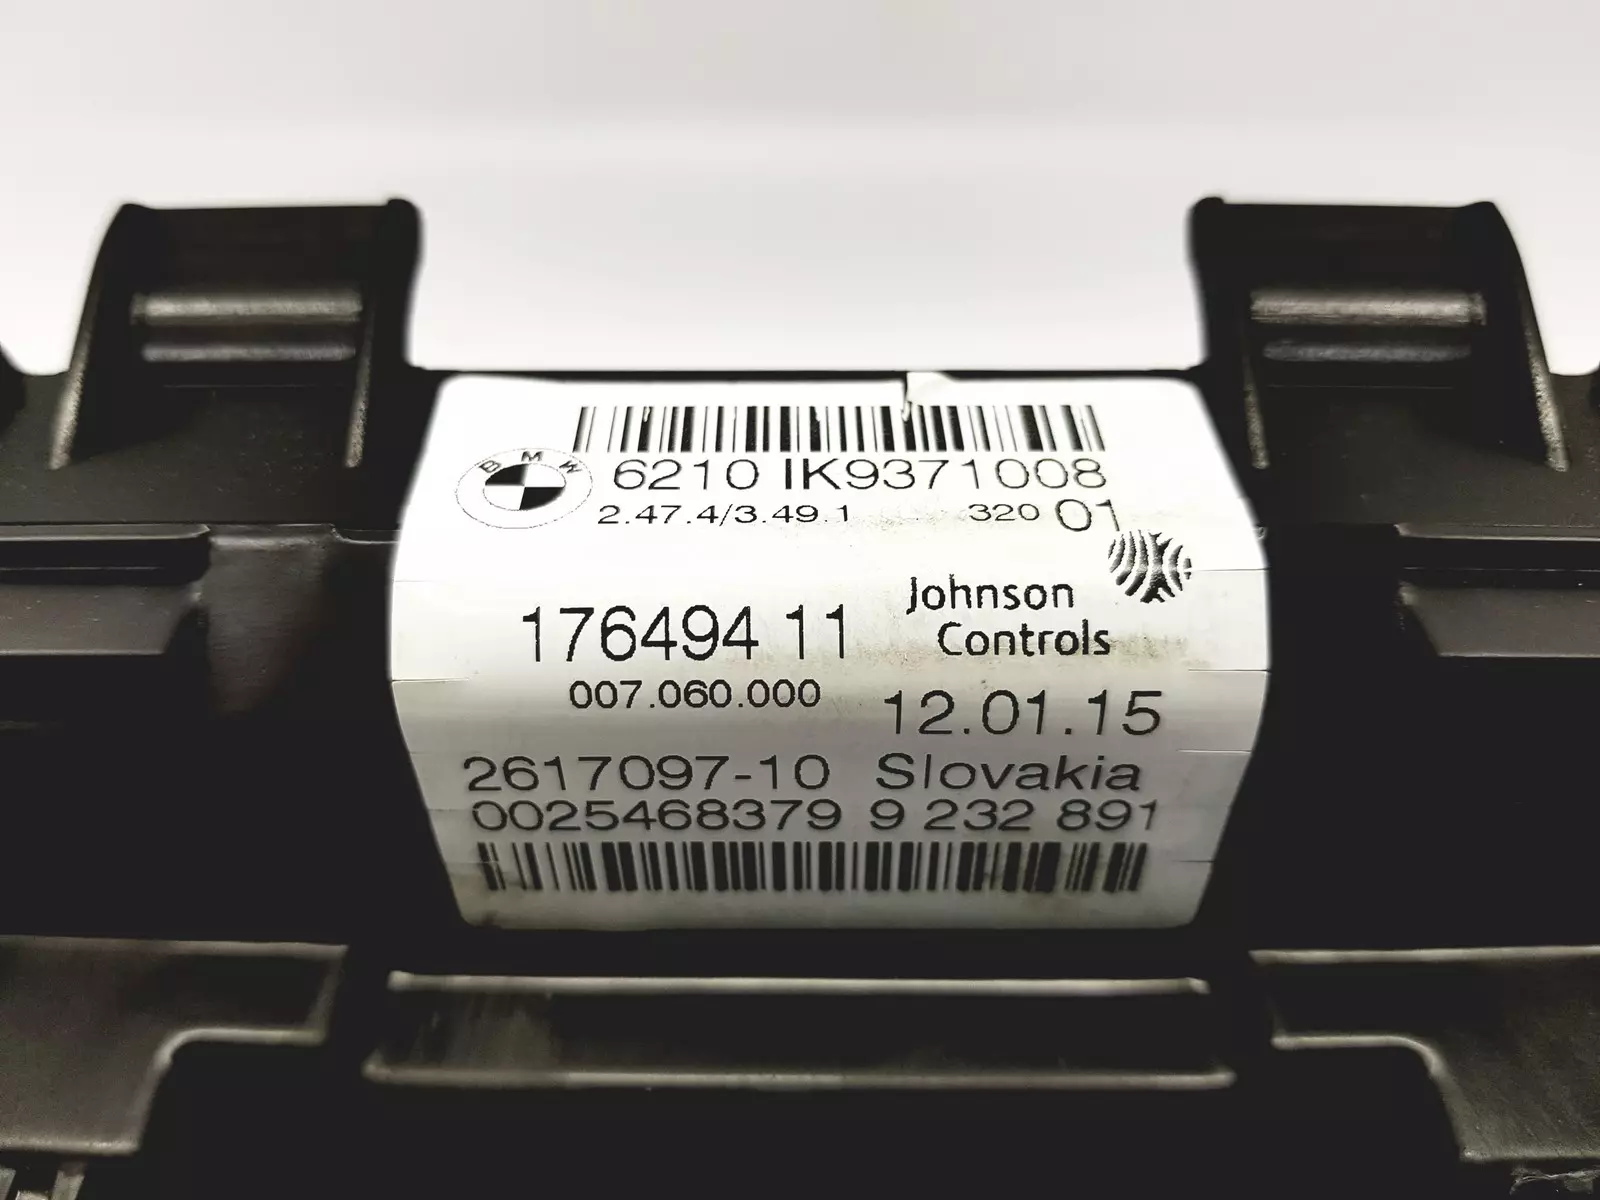 BMW
6210 IK9371008
2.47.4/3.49.1 320 01
Johnson
Controls
176494 11
007.060.000
12.01.15
2617097-10 Slovakia
0025468379 9 232 891